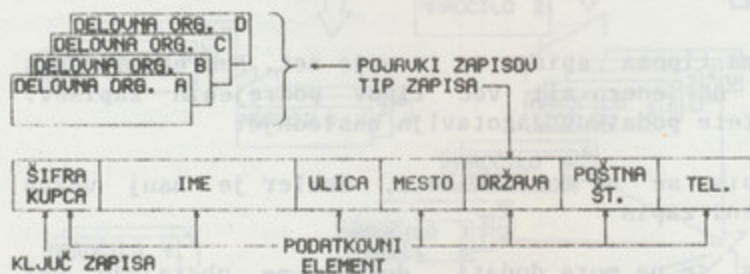 DELOVNA ORG. D
DELOVNA ORG. C
DELOVNA ORG. B
DELOVNA ORG. A
POJAVKI ZAPISOV
TIP ZAPISA
ŠIFRA KUPCA
IME
ULICA
MESTO
DRŽAVA
POŠTNA ŠT.
TEL.
KLJUČ ZAPISA
PODATKOVNI ELEMENT